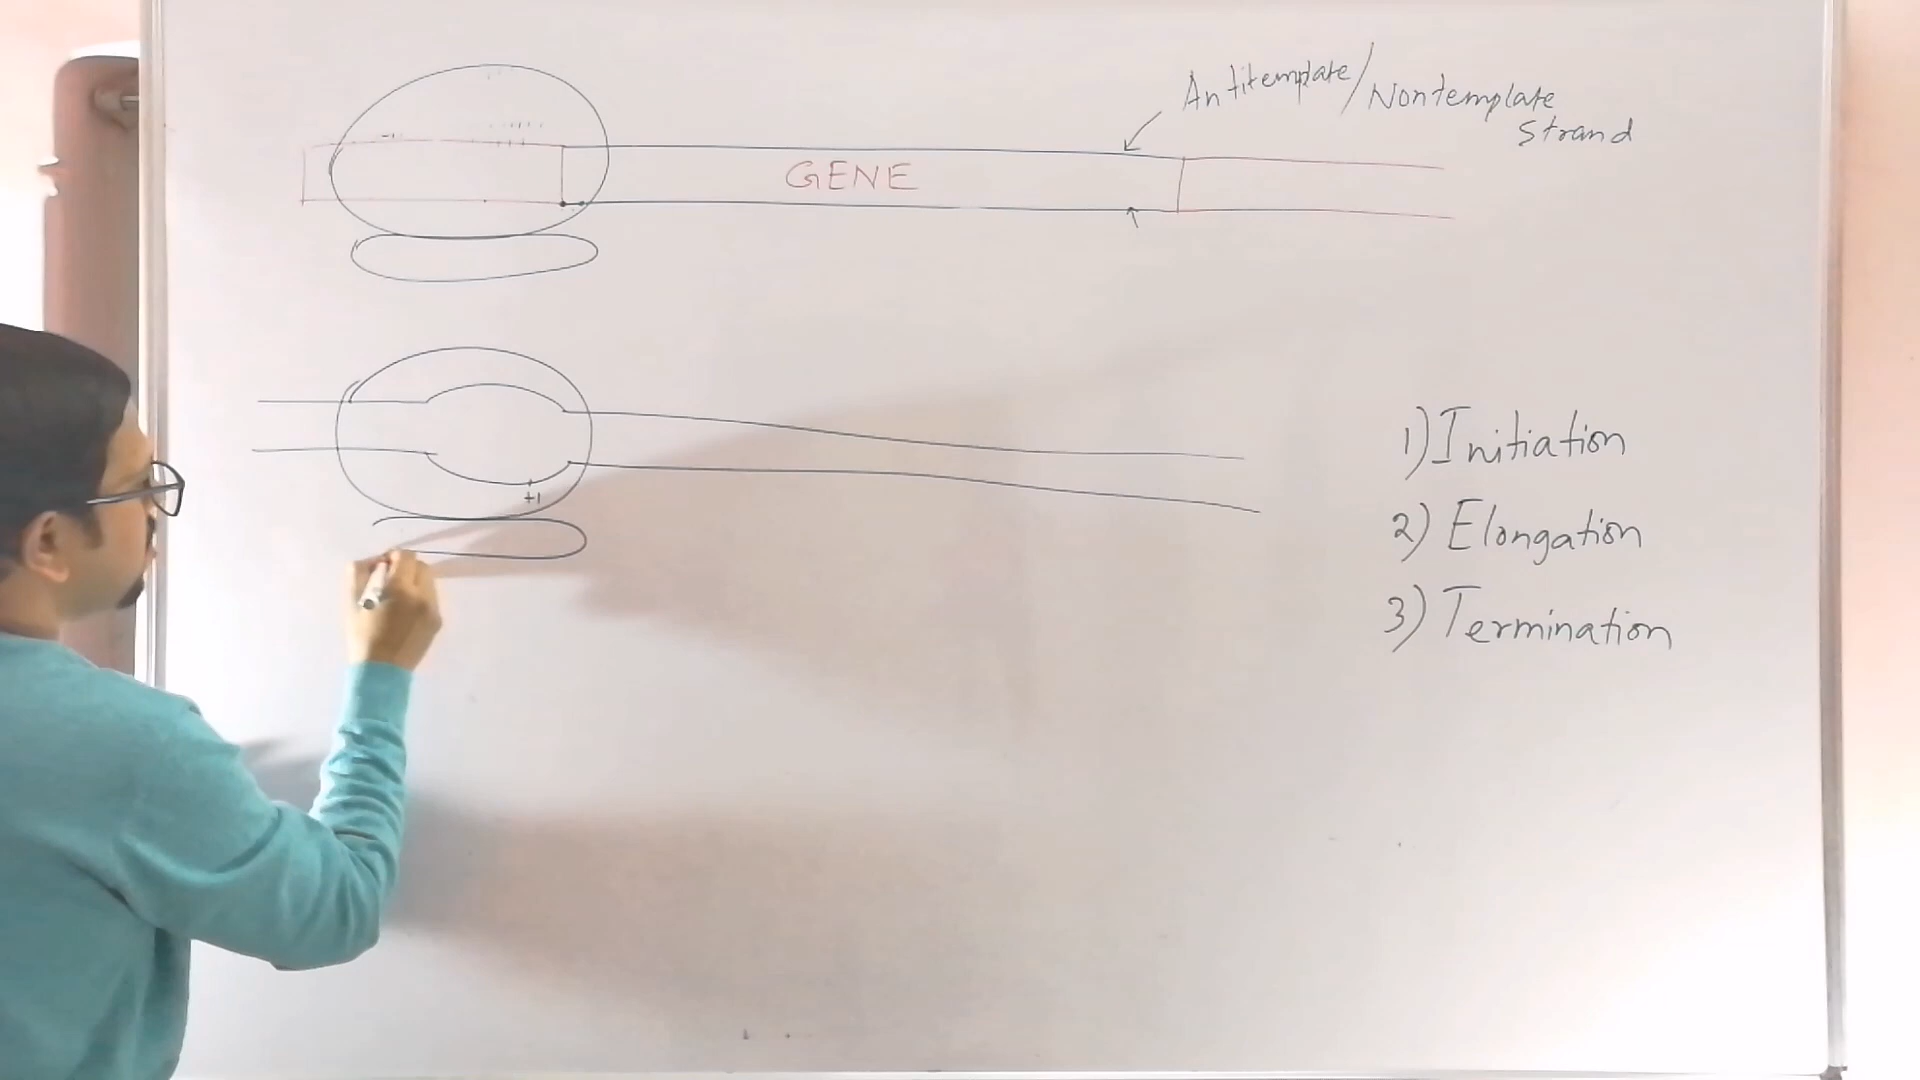 Antitemplate/Nontemplate
Strand
GENE
+1
1) Initiation
2) Elongation
3) Termination